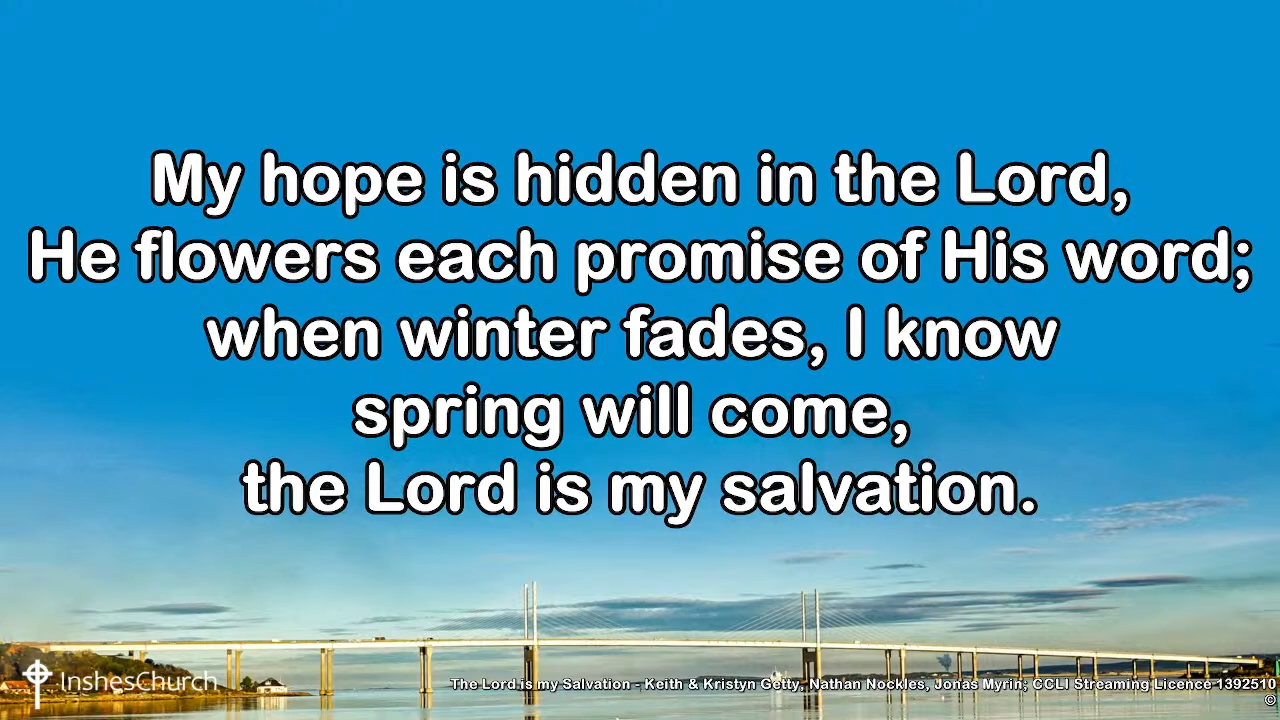 My hope is hidden in the Lord,
He flowers each promise of His word;
when winter fades, I know
spring will come,
the Lord is my salvation.
InshesChurch
The Lord is my Salvation - Keith & Kristyn Getty, Nathan Nockles, Jonas Myrin; CCLI Streaming Licence 1392510
©